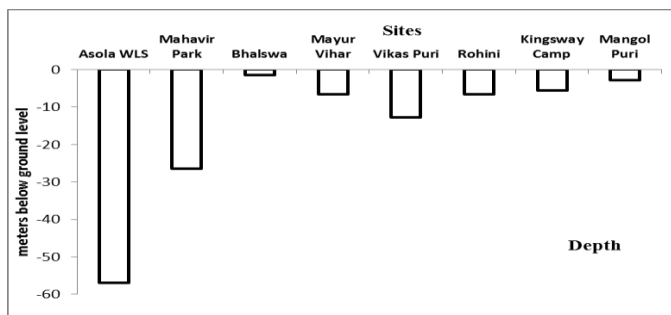 Sites
Asola WLS
Mahavir
Park
Bhalswa
Mayur
Vihar
Vikas Puri
Rohini
Kingsway
Camp
Mangol
Puri
meters below ground level
0
-10
-20
-30
-40
-50
-60
Depth